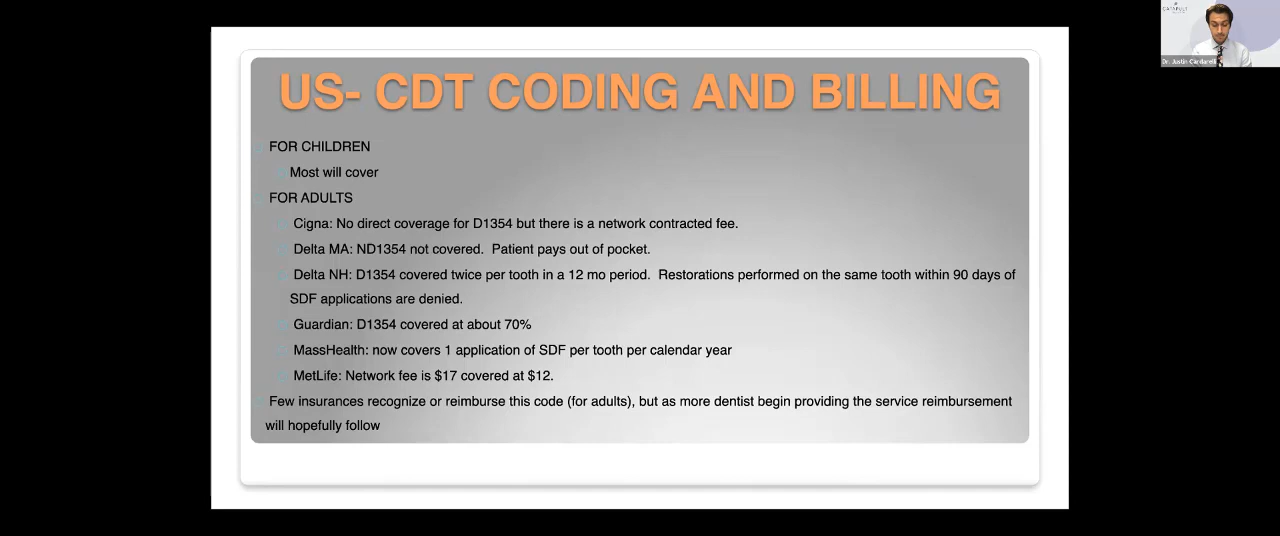 CATAPULT
Dr. Justin Cardarelli
US- CDT CODING AND BILLING
FOR CHILDREN
Most will cover
FOR ADULTS
Cigna: No direct coverage for D1354 but there is a network contracted fee.
Delta MA: ND1354 not covered.  Patient pays out of pocket.
Delta NH: D1354 covered twice per tooth in a 12 mo period.  Restorations performed on the same tooth within 90 days of
SDF applications are denied.
Guardian: D1354 covered at about 70%
MassHealth: now covers 1 application of SDF per tooth per calendar year
MetLife: Network fee is $17 covered at $12.
Few insurances recognize or reimburse this code (for adults), but as more dentist begin providing the service reimbursement
will hopefully follow